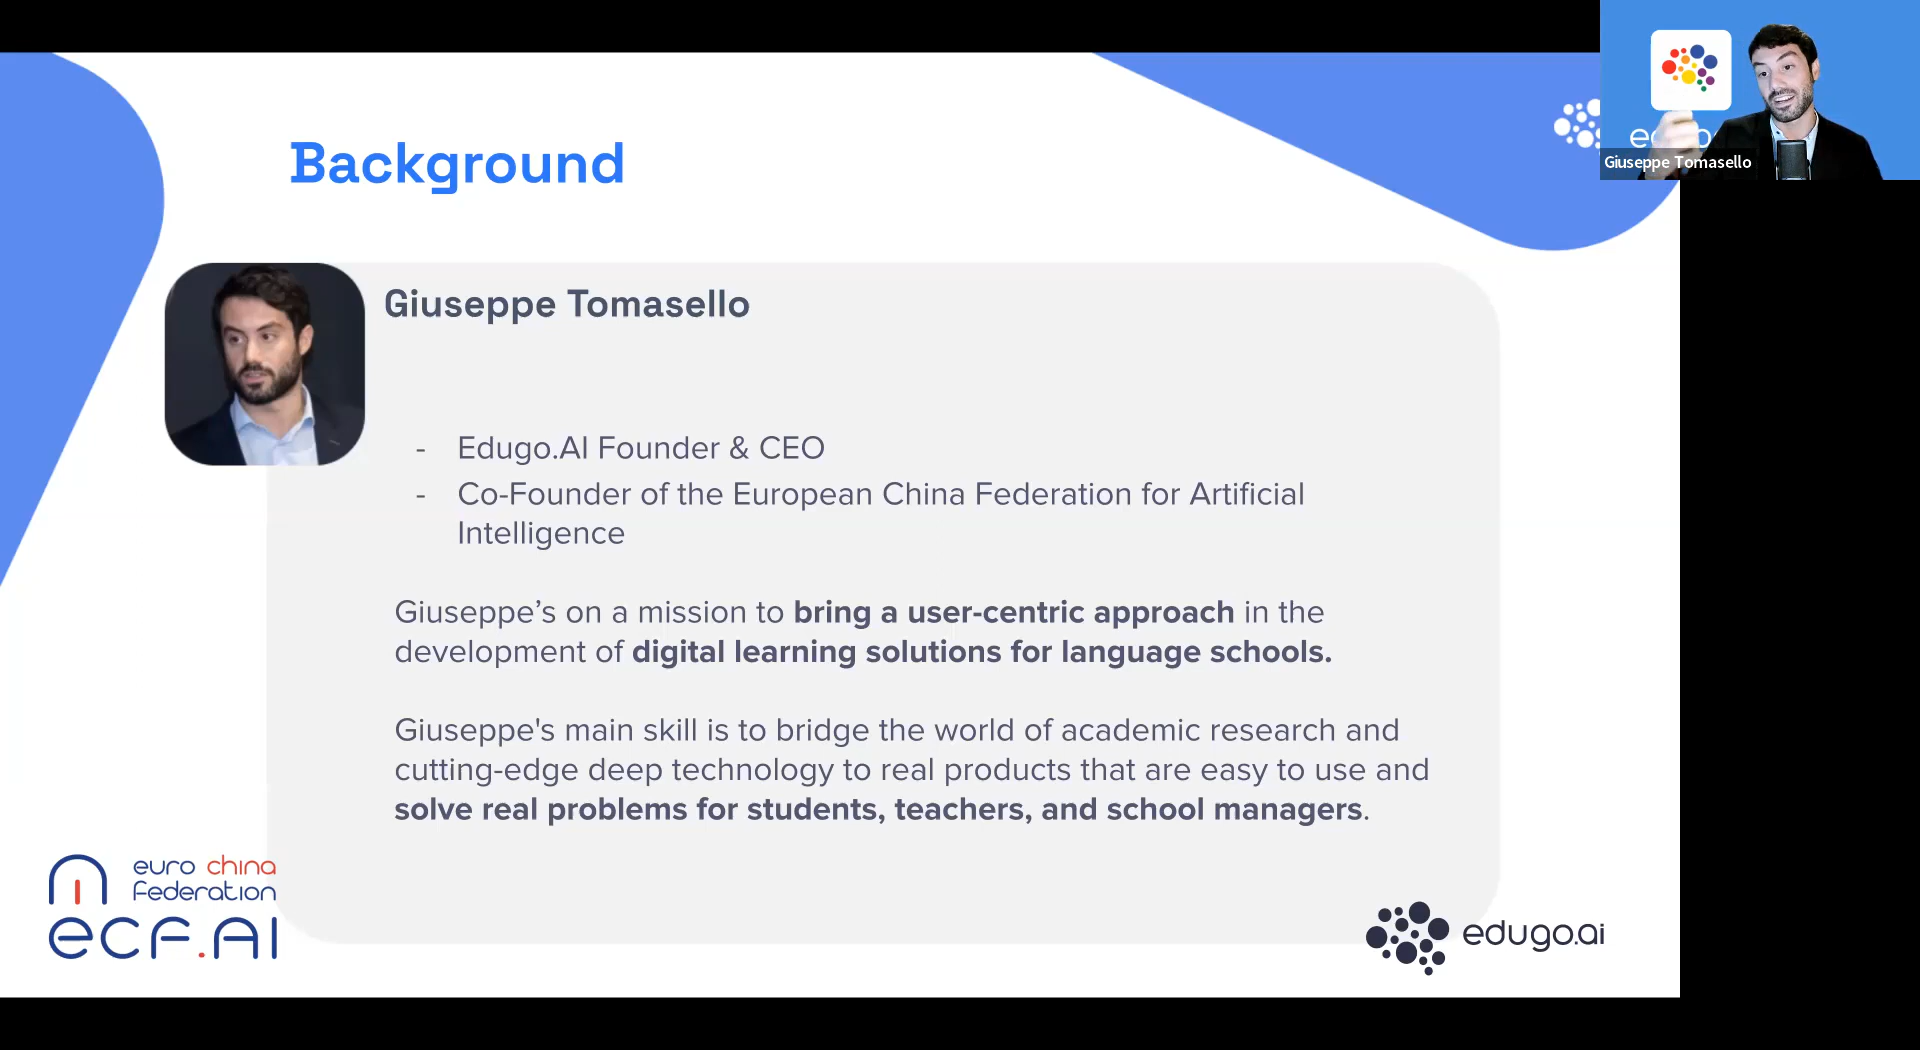 Background
Giuseppe Tomasello
Giuseppe Tomasello
- Edugo.AI Founder & CEO
- Co-Founder of the European China Federation for Artificial
Intelligence
Giuseppe’s on a mission to bring a user-centric approach in the
development of digital learning solutions for language schools.
Giuseppe's main skill is to bridge the world of academic research and
cutting-edge deep technology to real products that are easy to use and
solve real problems for students, teachers, and school managers.
euro china
federation
ecf.AI
edugo.ai